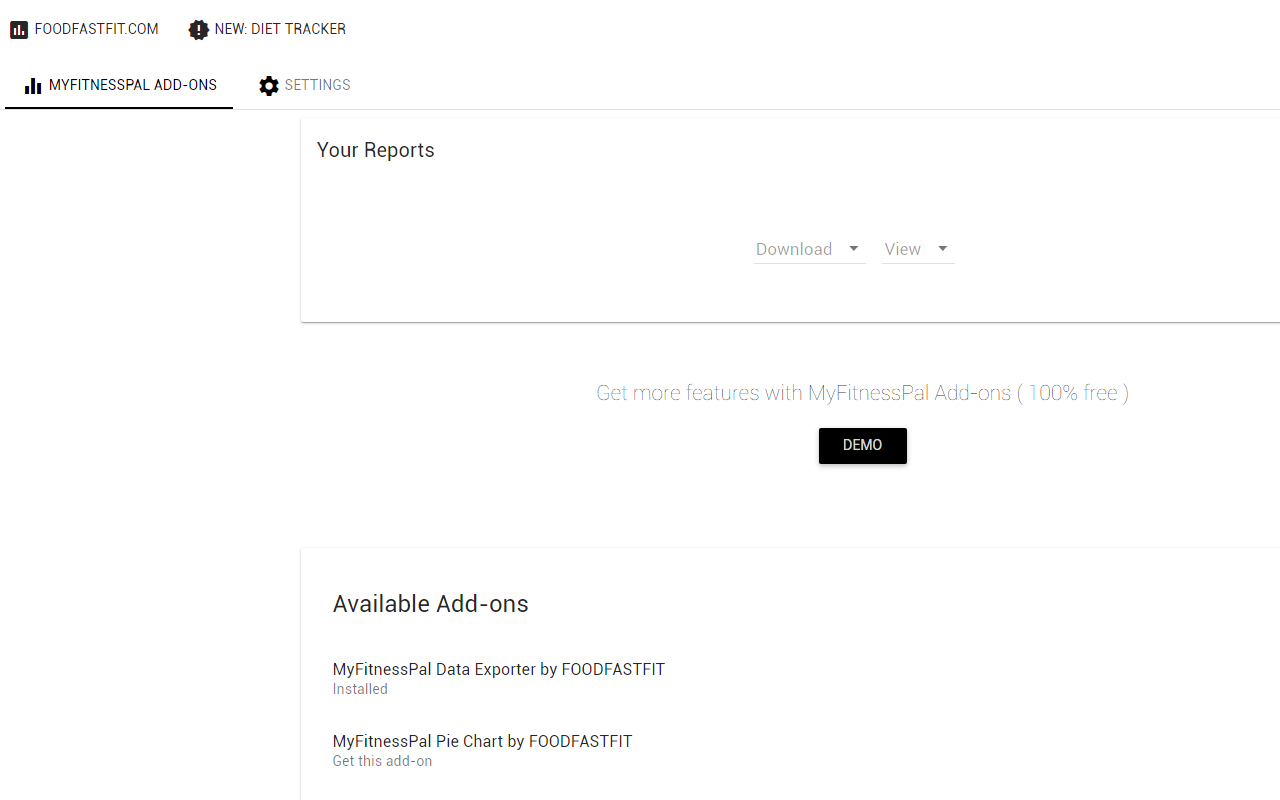 FOODFASTFIT.COM NEW: DIET TRACKER
MYFITNESSPAL ADD-ONS SETTINGS
Your Reports
Download View
Get more features with MyFitnessPal Add-ons ( 100% free )
DEMO
Available Add-ons
MyFitnessPal Data Exporter by FOODFASTFIT
Installed
MyFitnessPal Pie Chart by FOODFASTFIT
Get this add-on